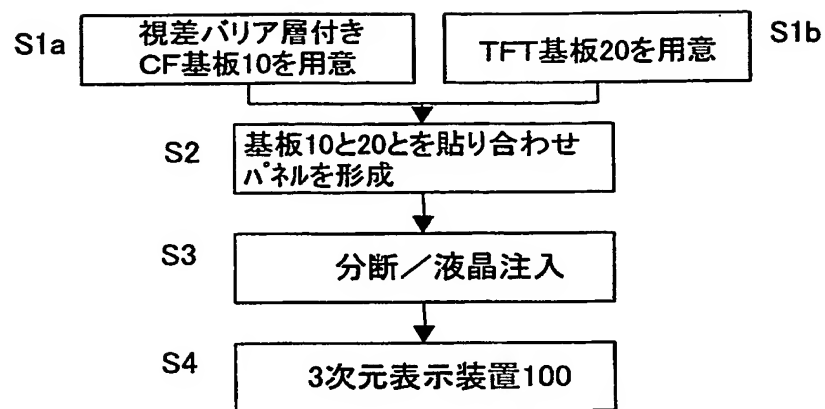 S1a
視差バリア層付き
CF基板10を用意
TFT基板20を用意
S1b
S2
基板10と20とを貼り合わせ
パネルを形成
S3
分断／液晶注入
S4
3次元表示装置100